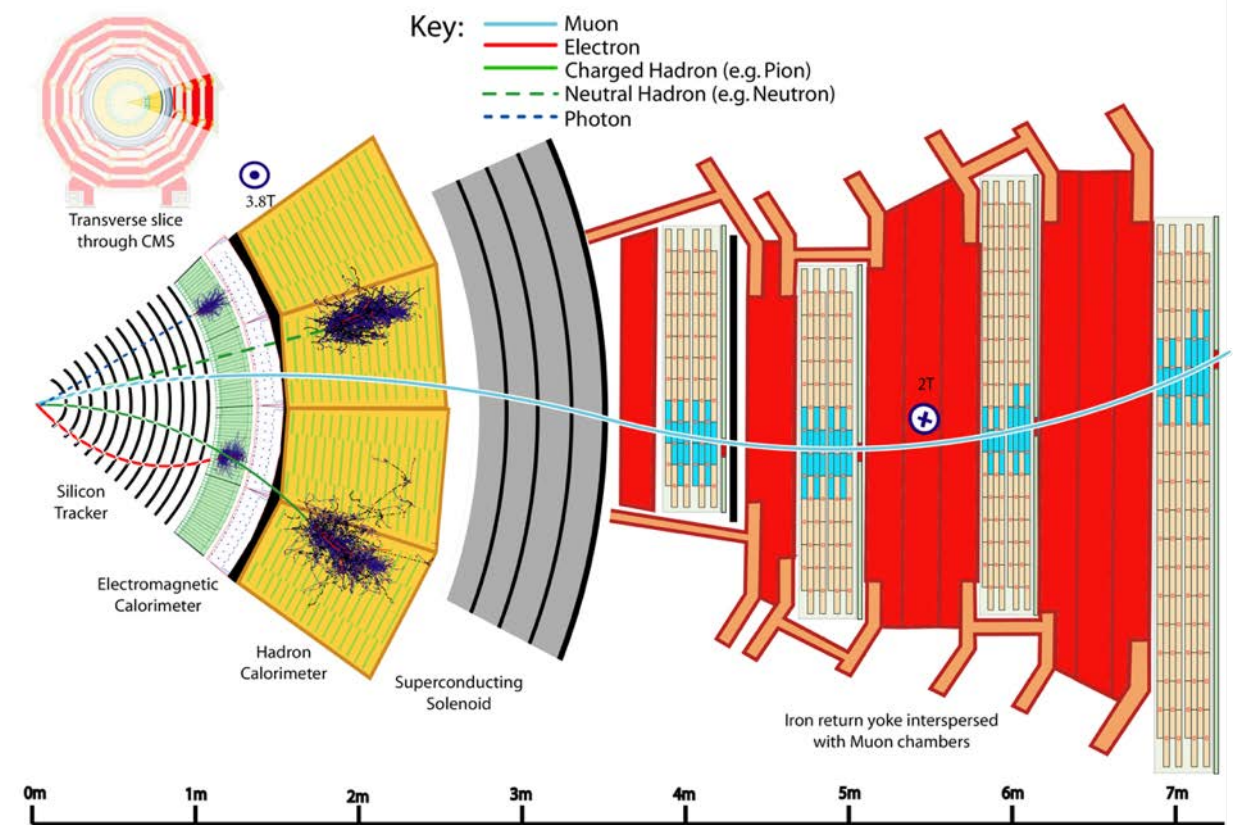 Key:
Muon
Electron
Charged Hadron (e.g. Pion)
Neutral Hadron (e.g. Neutron)
Photon
Transverse slice
through CMS
3.8T
2T
Silicon
Tracker
Electromagnetic
Calorimeter
Hadron
Calorimeter
Superconducting
Solenoid
Iron return yoke interspersed
with Muon chambers
0m 1m 2m 3m 4m 5m 6m 7m